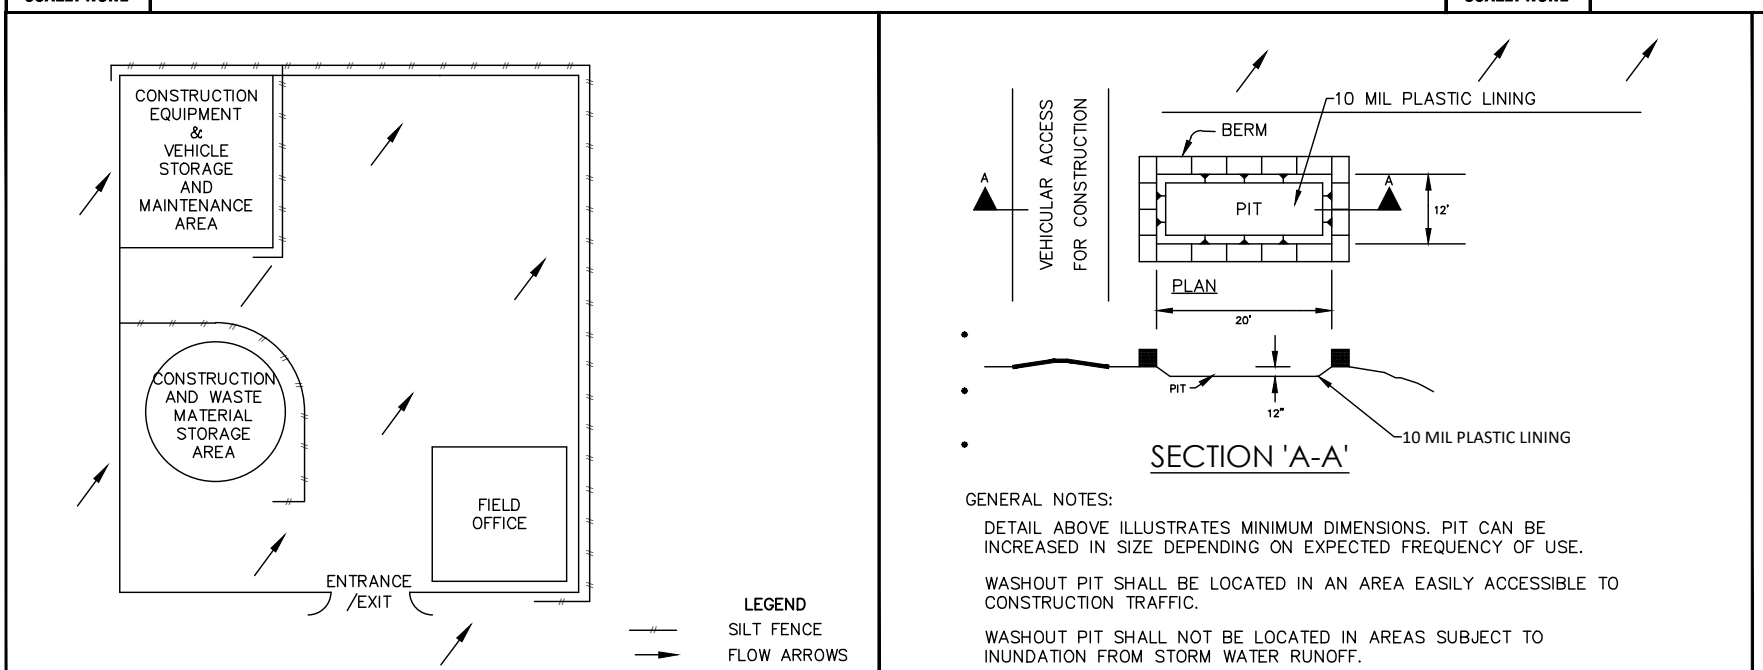 CONSTRUCTION
EQUIPMENT
&
VEHICLE
STORAGE
AND
MAINTENANCE
AREA
CONSTRUCTION
AND WASTE
MATERIAL
STORAGE
AREA
FIELD
OFFICE
ENTRANCE
/EXIT
LEGEND
SILT FENCE
FLOW ARROWS
VEHICULAR ACCESS
FOR CONSTRUCTION
10 MIL PLASTIC LINING
BERM
A
A
PIT
12'
PLAN
20'
PIT
12"
10 MIL PLASTIC LINING
SECTION 'A-A'
GENERAL NOTES:
DETAIL ABOVE ILLUSTRATES MINIMUM DIMENSIONS. PIT CAN BE
INCREASED IN SIZE DEPENDING ON EXPECTED FREQUENCY OF USE.
WASHOUT PIT SHALL BE LOCATED IN AN AREA EASILY ACCESSIBLE TO
CONSTRUCTION TRAFFIC.
WASHOUT PIT SHALL NOT BE LOCATED IN AREAS SUBJECT TO
INUNDATION FROM STORM WATER RUNOFF.